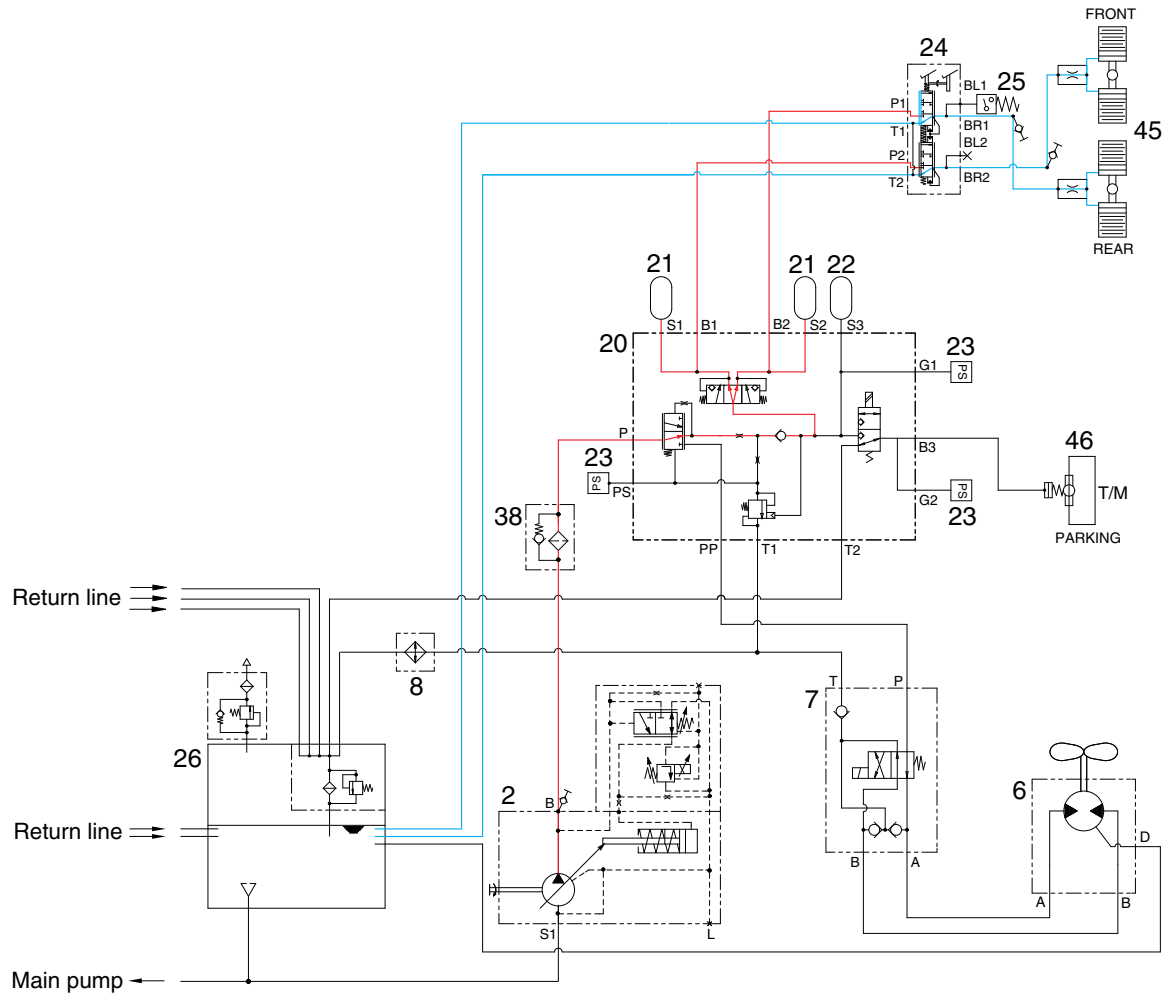 FRONT
24
BL1
25
P1
T1
BR1
BL2
45
P2
T2
BR2
REAR
21
21
22
S1
B1
B2
S2
S3
20
23
G1
PS
P
B3
46
23
PS
PS
T/M
G2
PS
23
38
PP
T1
T2
PARKING
Return line
8
T
P
7
26
B
2
6
Return line
D
B
A
A
B
S1
L
Main pump